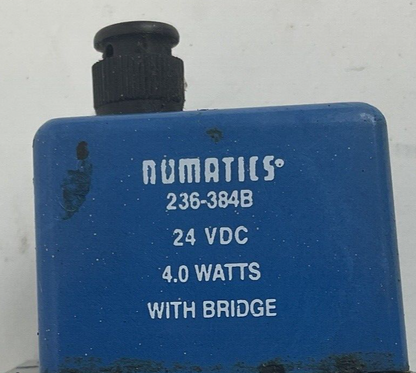 NUMATICS®
236-384B
24 VDC
4.0 WATTS
WITH BRIDGE